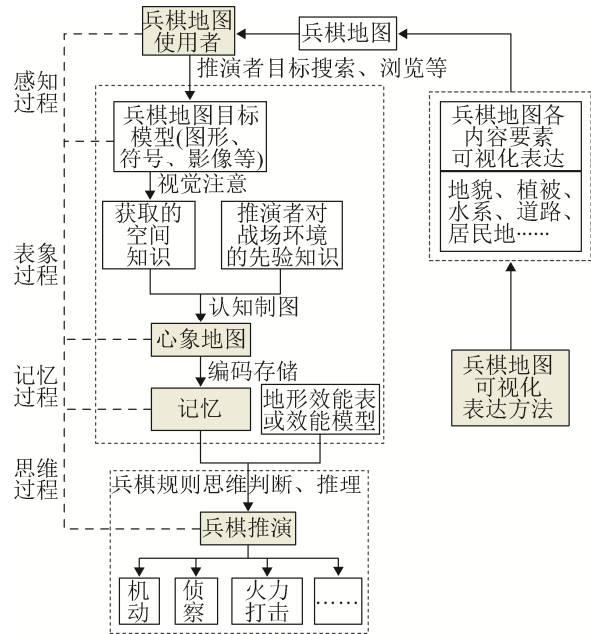 兵棋地图
使用者
兵棋地图
推演者目标搜索、浏览等
感知
过程
兵棋地图目标
模型(图形、
符号、影像等)
视觉注意
获取的
空间
知识
推演者对
战场环境
的先验知识
表象
过程
认知制图
心象地图
编码存储
记忆
过程
记忆
地形效能表
或效能模型
思维
过程
兵棋规则思维判断、推理
兵棋推演
机
动
侦
察
火力
打击
……
兵棋地图各
内容要素
可视化表达
地貌、植被、
水系、道路、
居民地……
兵棋地图
可视化
表达方法